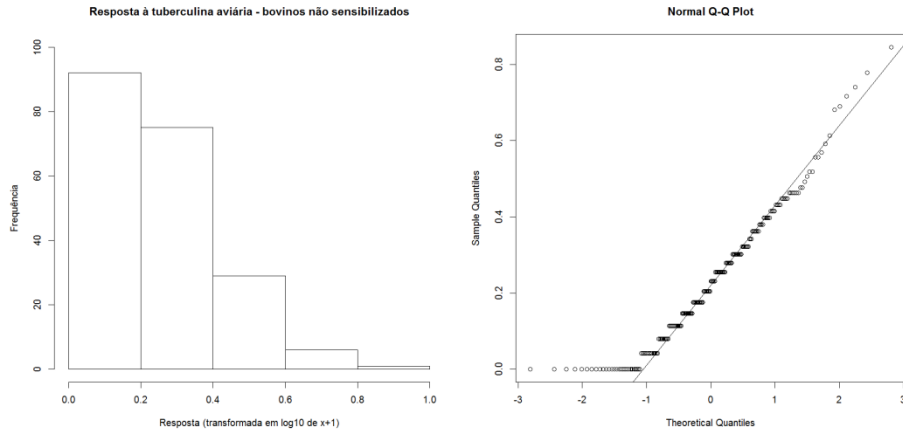 Resposta à tuberculina aviária - bovinos não sensibilizados
Frequência
100
80
60
40
20
0
0.0 0.2 0.4 0.6 0.8 1.0
Resposta (transformada em log10 de x+1)
Normal Q-Q Plot
Sample Quantiles
0.8
0.6
0.4
0.2
0.0
-3 -2 -1 0 1 2 3
Theoretical Quantiles